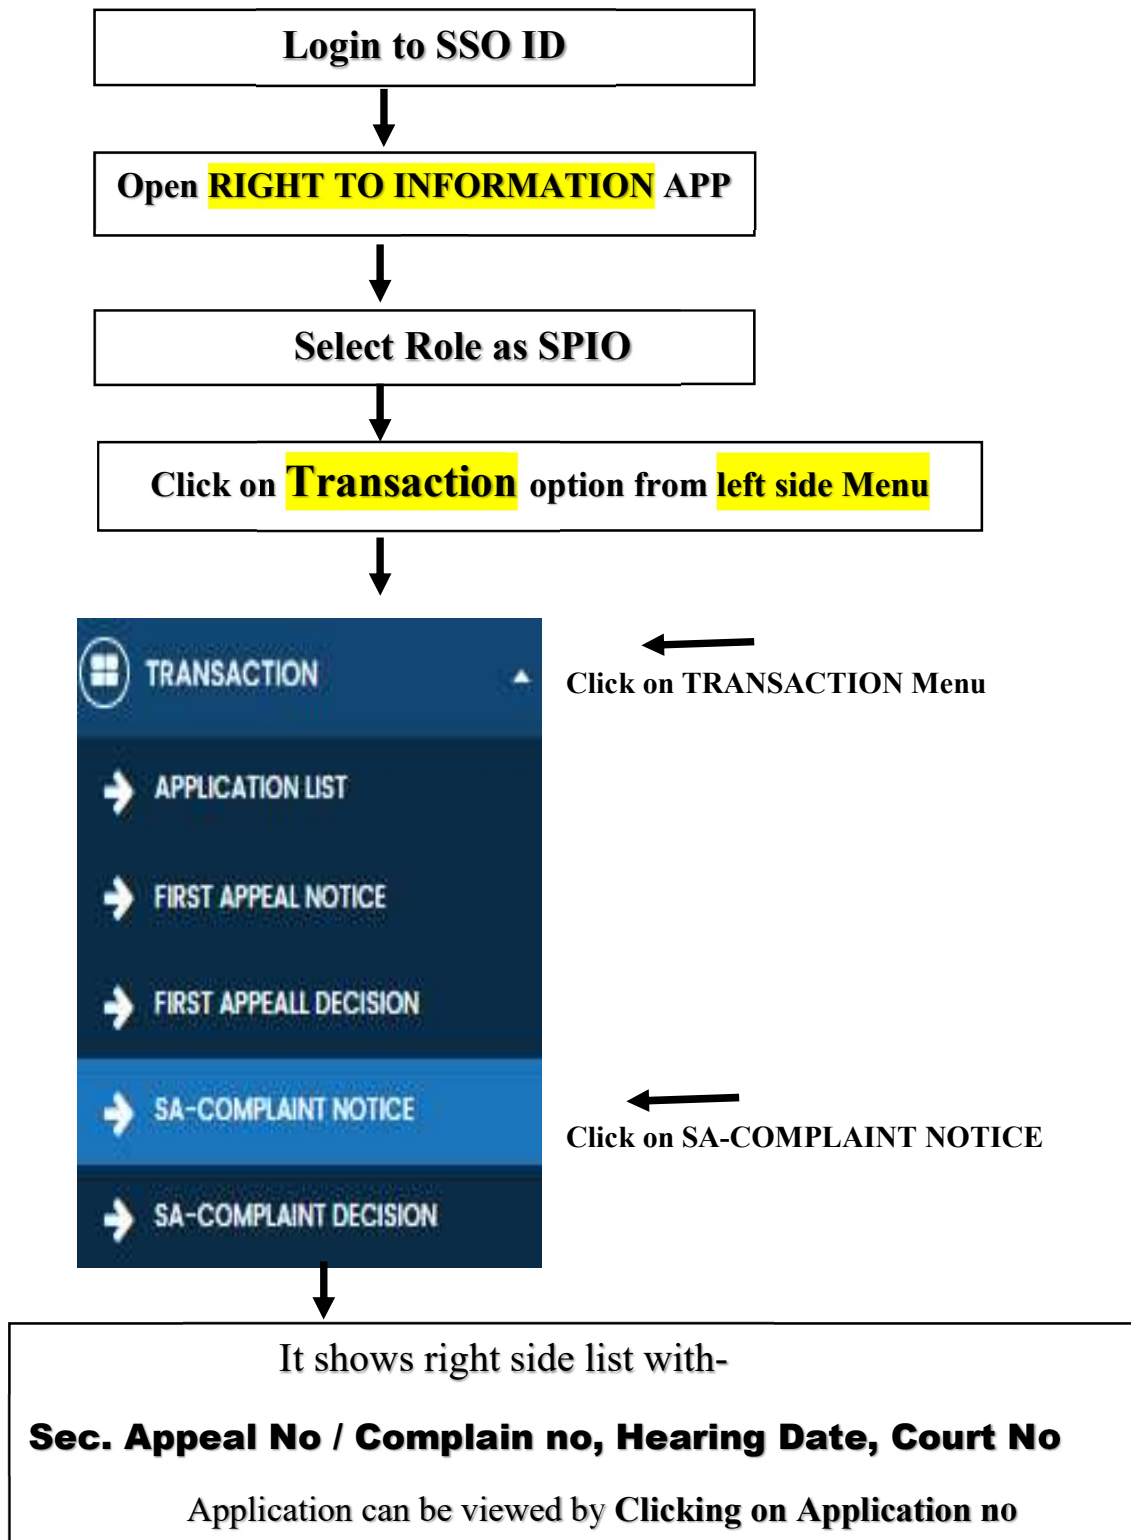 Login to SSO ID
Open RIGHT TO INFORMATION APP
Select Role as SPIO
Click on Transaction option from left side Menu
TRANSACTION
Click on TRANSACTION Menu
APPLICATION LIST
FIRST APPEAL NOTICE
FIRST APPEALL DECISION
SA-COMPLAINT NOTICE
Click on SA-COMPLAINT NOTICE
SA-COMPLAINT DECISION
It shows right side list with-
Sec. Appeal No / Complain no, Hearing Date, Court No
Application can be viewed by Clicking on Application no